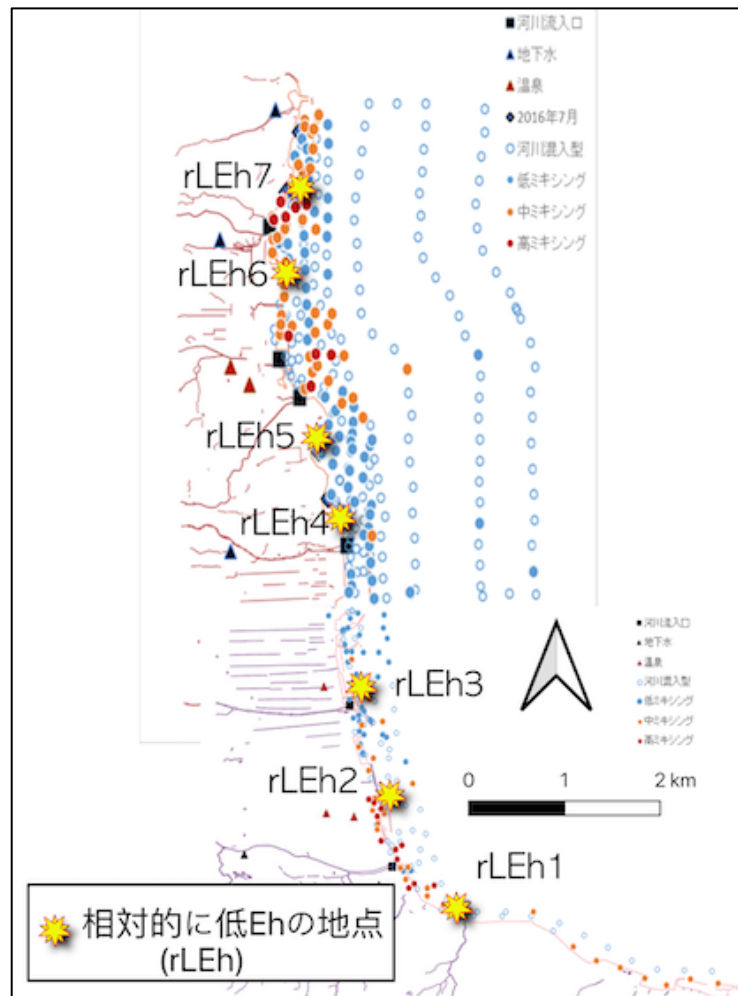 河川流入口
地下水
温泉
2016年7月
河川混入型
低ミキシング
中ミキシング
高ミキシング
rLEh7
rLEh6
rLEh5
rLEh4
河川流入口
地下水
温泉
河川混入型
低ミキシング
中ミキシング
高ミキシング
rLEh3
rLEh2
0 1 2 km
rLEh1
相対的に低Ehの地点
(rLEh)